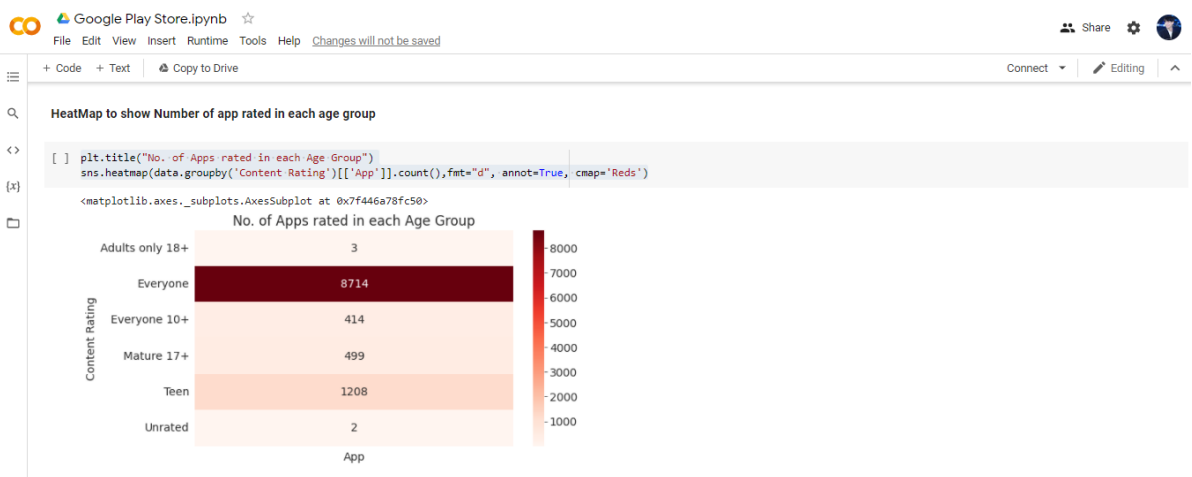 Google Play Store.ipynb
File Edit View Insert Runtime Tools Help Changes will not be saved
Share
+ Code + Text Copy to Drive
Connect Editing
HeatMap to show Number of app rated in each age group
[ ] plt.title("No. of Apps rated in each Age Group")
sns.heatmap(data.groupby('Content Rating')[['App']].count(),fmt="d", annot=True, cmap='Reds')
<matplotlib.axes._subplots.AxesSubplot at 0x7f446a78fc50>
No. of Apps rated in each Age Group
Adults only 18+ 3
Everyone 8714
Everyone 10+ 414
Mature 17+ 499
Teen 1208
Unrated 2
Content Rating
App
8000
7000
6000
5000
4000
3000
2000
1000
{x}